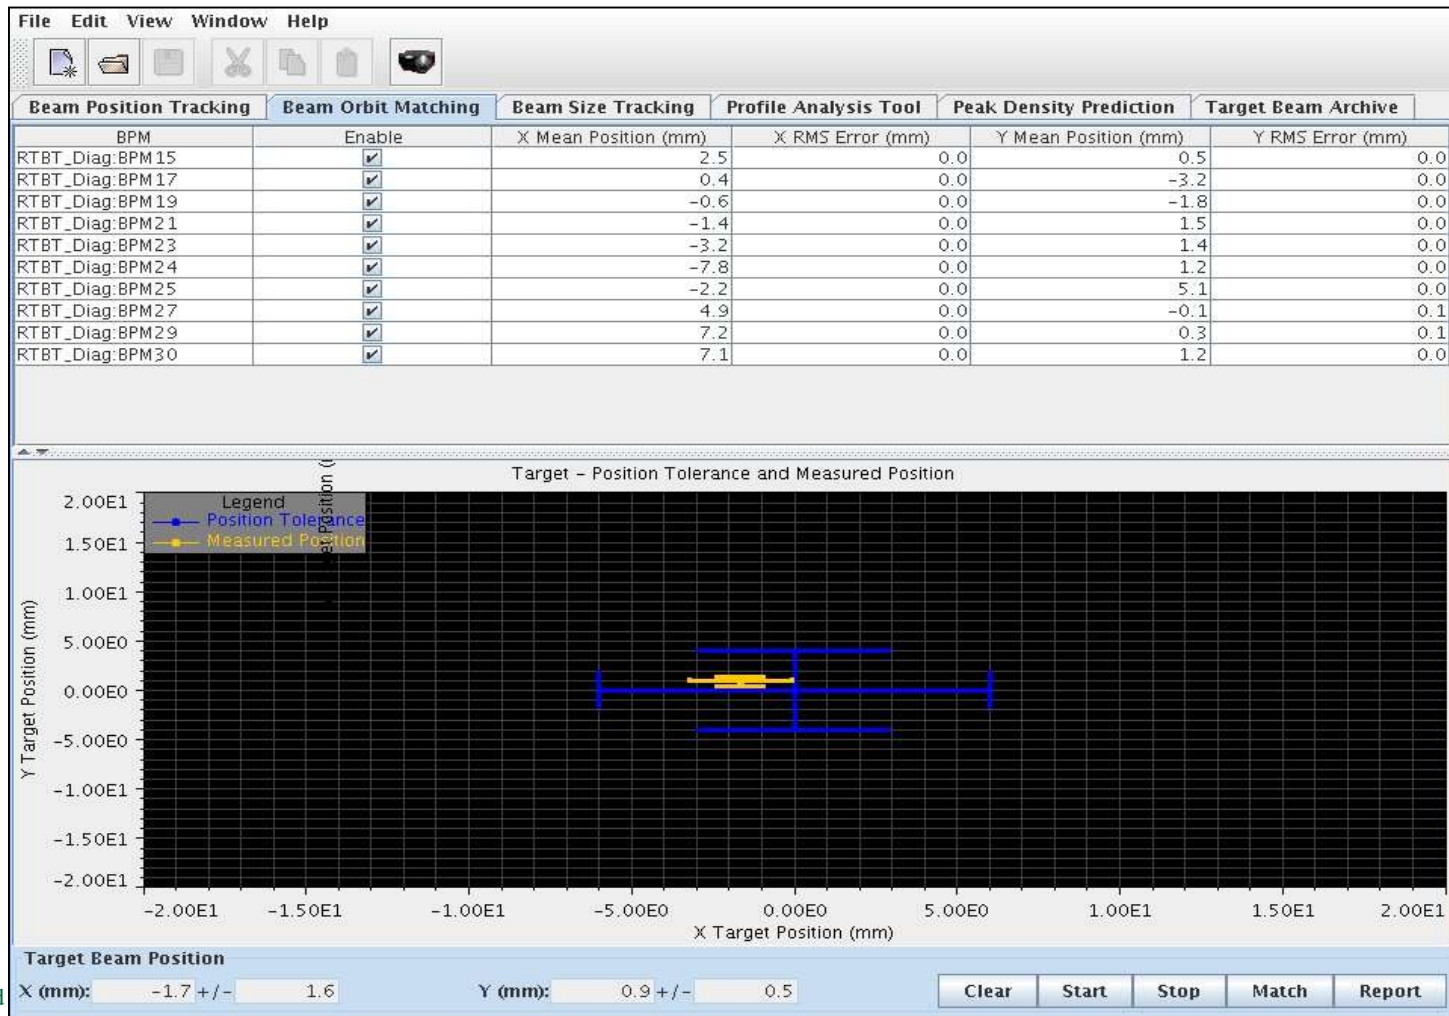 File Edit View Window Help
Beam Position Tracking Beam Orbit Matching Beam Size Tracking Profile Analysis Tool Peak Density Prediction Target Beam Archive
BPM Enable X Mean Position (mm) X RMS Error (mm) Y Mean Position (mm) Y RMS Error (mm)
RTBT_Diag:BPM15 2.5 0.0 0.5 0.0
RTBT_Diag:BPM17 0.4 0.0 -3.2 0.0
RTBT_Diag:BPM19 -0.6 0.0 -1.8 0.0
RTBT_Diag:BPM21 -1.4 0.0 1.5 0.0
RTBT_Diag:BPM23 -3.2 0.0 1.4 0.0
RTBT_Diag:BPM24 -7.8 0.0 1.2 0.0
RTBT_Diag:BPM25 -2.2 0.0 5.1 0.0
RTBT_Diag:BPM27 4.9 0.0 -0.1 0.1
RTBT_Diag:BPM29 7.2 0.0 0.3 0.1
RTBT_Diag:BPM30 7.1 0.0 1.2 0.0
Target - Position Tolerance and Measured Position
Legend
Position Tolerance
Measured Position
Y Target Position (mm)
2.00E1
1.50E1
1.00E1
5.00E0
0.00E0
-5.00E0
-1.00E1
-1.50E1
-2.00E1
-2.00E1 -1.50E1 -1.00E1 -5.00E0 0.00E0 5.00E0 1.00E1 1.50E1 2.00E1
X Target Position (mm)
Target Beam Position
X (mm): -1.7 +/- 1.6 Y (mm): 0.9 +/- 0.5 Clear Start Stop Match Report